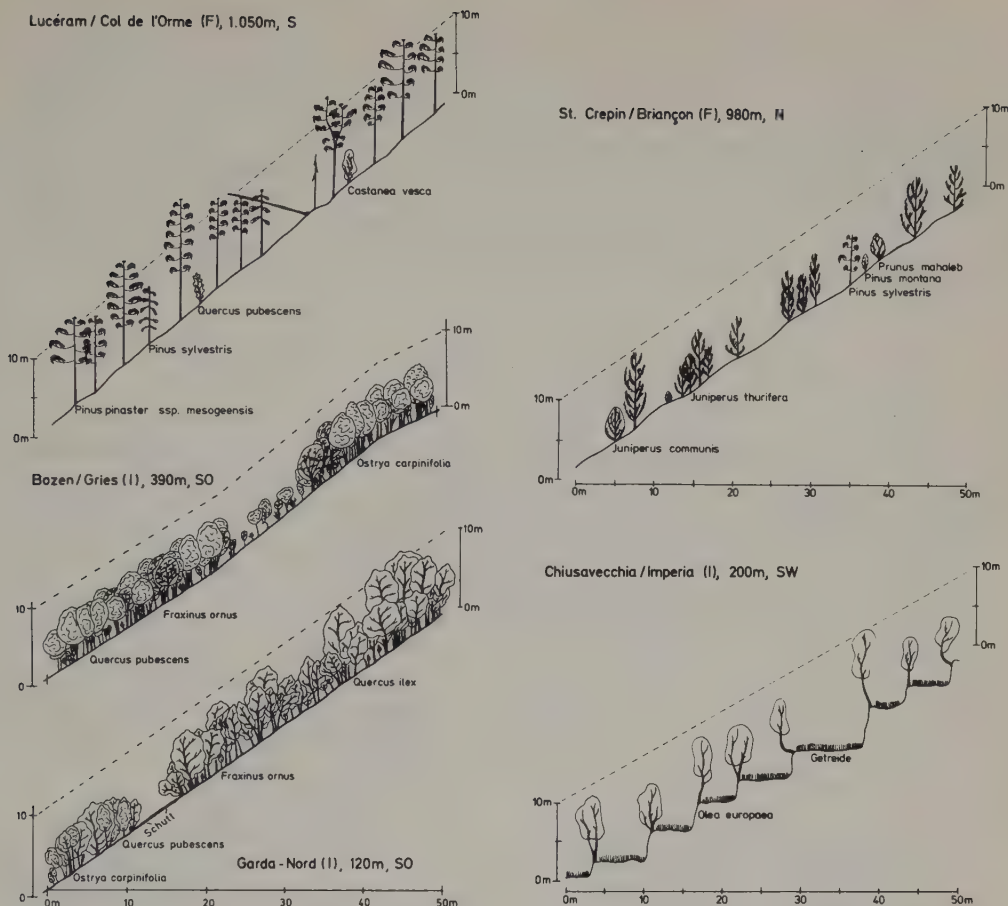 Lucéram / Col de l'Orme (F), 1.050m, S
10m
0m
Castanea vesca
Quercus pubescens
Pinus sylvestris
Pinus pinaster ssp. mesogeensis
10m
0m
10m
0m
Bozen / Gries (I), 390m, SO
Ostrya carpinifolia
Fraxinus ornus
Quercus pubescens
10
0
10m
0m
Quercus ilex
Fraxinus ornus
Schutt
Quercus pubescens
Ostrya carpinifolia
Garda - Nord (I), 120m, SO
10
0
0m 10 20 30 40 50m
St. Crepin / Briançon (F), 980m, N
10m
0m
Prunus mahaleb
Pinus montana
Pinus sylvestris
Juniperus thurifera
Juniperus communis
10m
0m
0m 10 20 30 40 50m
Chiusavecchia / Imperia (I), 200m, SW
10m
0m
Getreide
Olea europaea
10m
0m
0m 10 20 30 40 50m